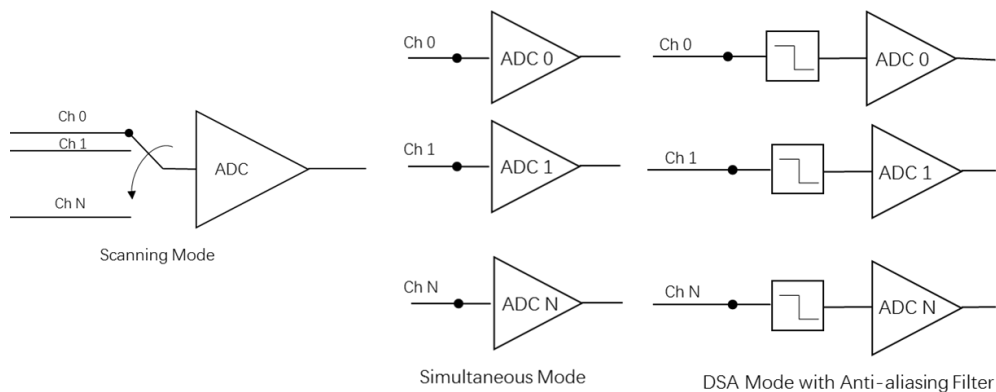 Ch 0
Ch 1
Ch N
ADC
Scanning Mode
Ch 0
ADC 0
Ch 1
ADC 1
Ch N
ADC N
Simultaneous Mode
Ch 0
ADC 0
Ch 1
ADC 1
Ch N
ADC N
DSA Mode with Anti-aliasing Filter